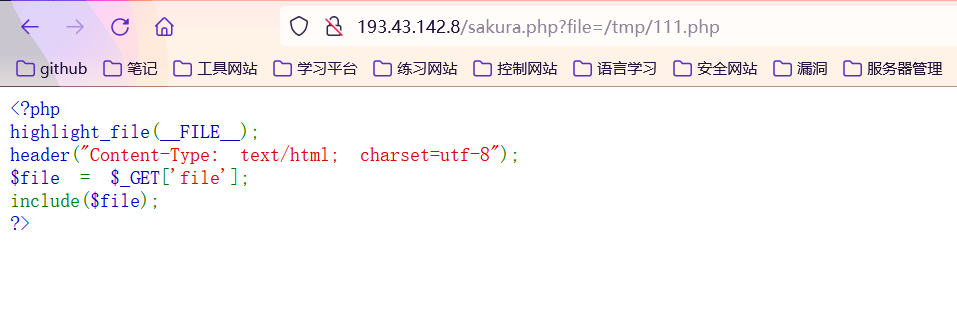 193.43.142.8/sakura.php?file=/tmp/111.php
github 笔记 工具网站 学习平台 练习网站 控制网站 语言学习 安全网站 漏洞 服务器管理
<?php
highlight_file(__FILE__);
header("Content-Type: text/html; charset=utf-8");
$file = $_GET['file'];
include($file);
?>